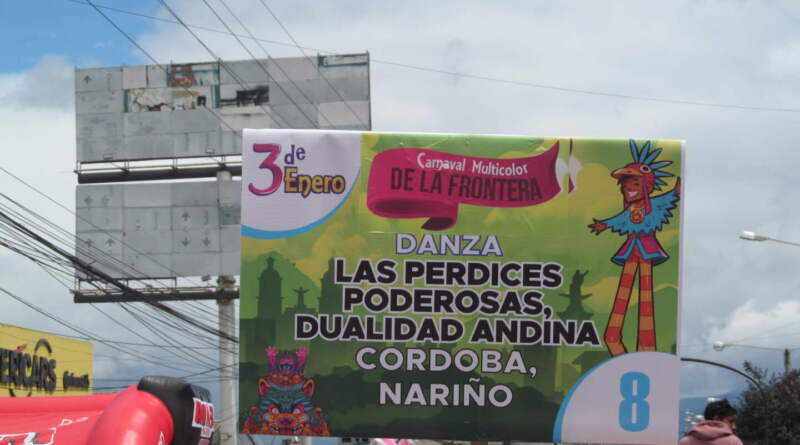 3 de
Enero
Carnaval Multicolor
DE LA FRONTERA
DANZA
LAS PERDICES
PODEROSAS,
DUALIDAD ANDINA
CORDOBA,
NARIÑO
8